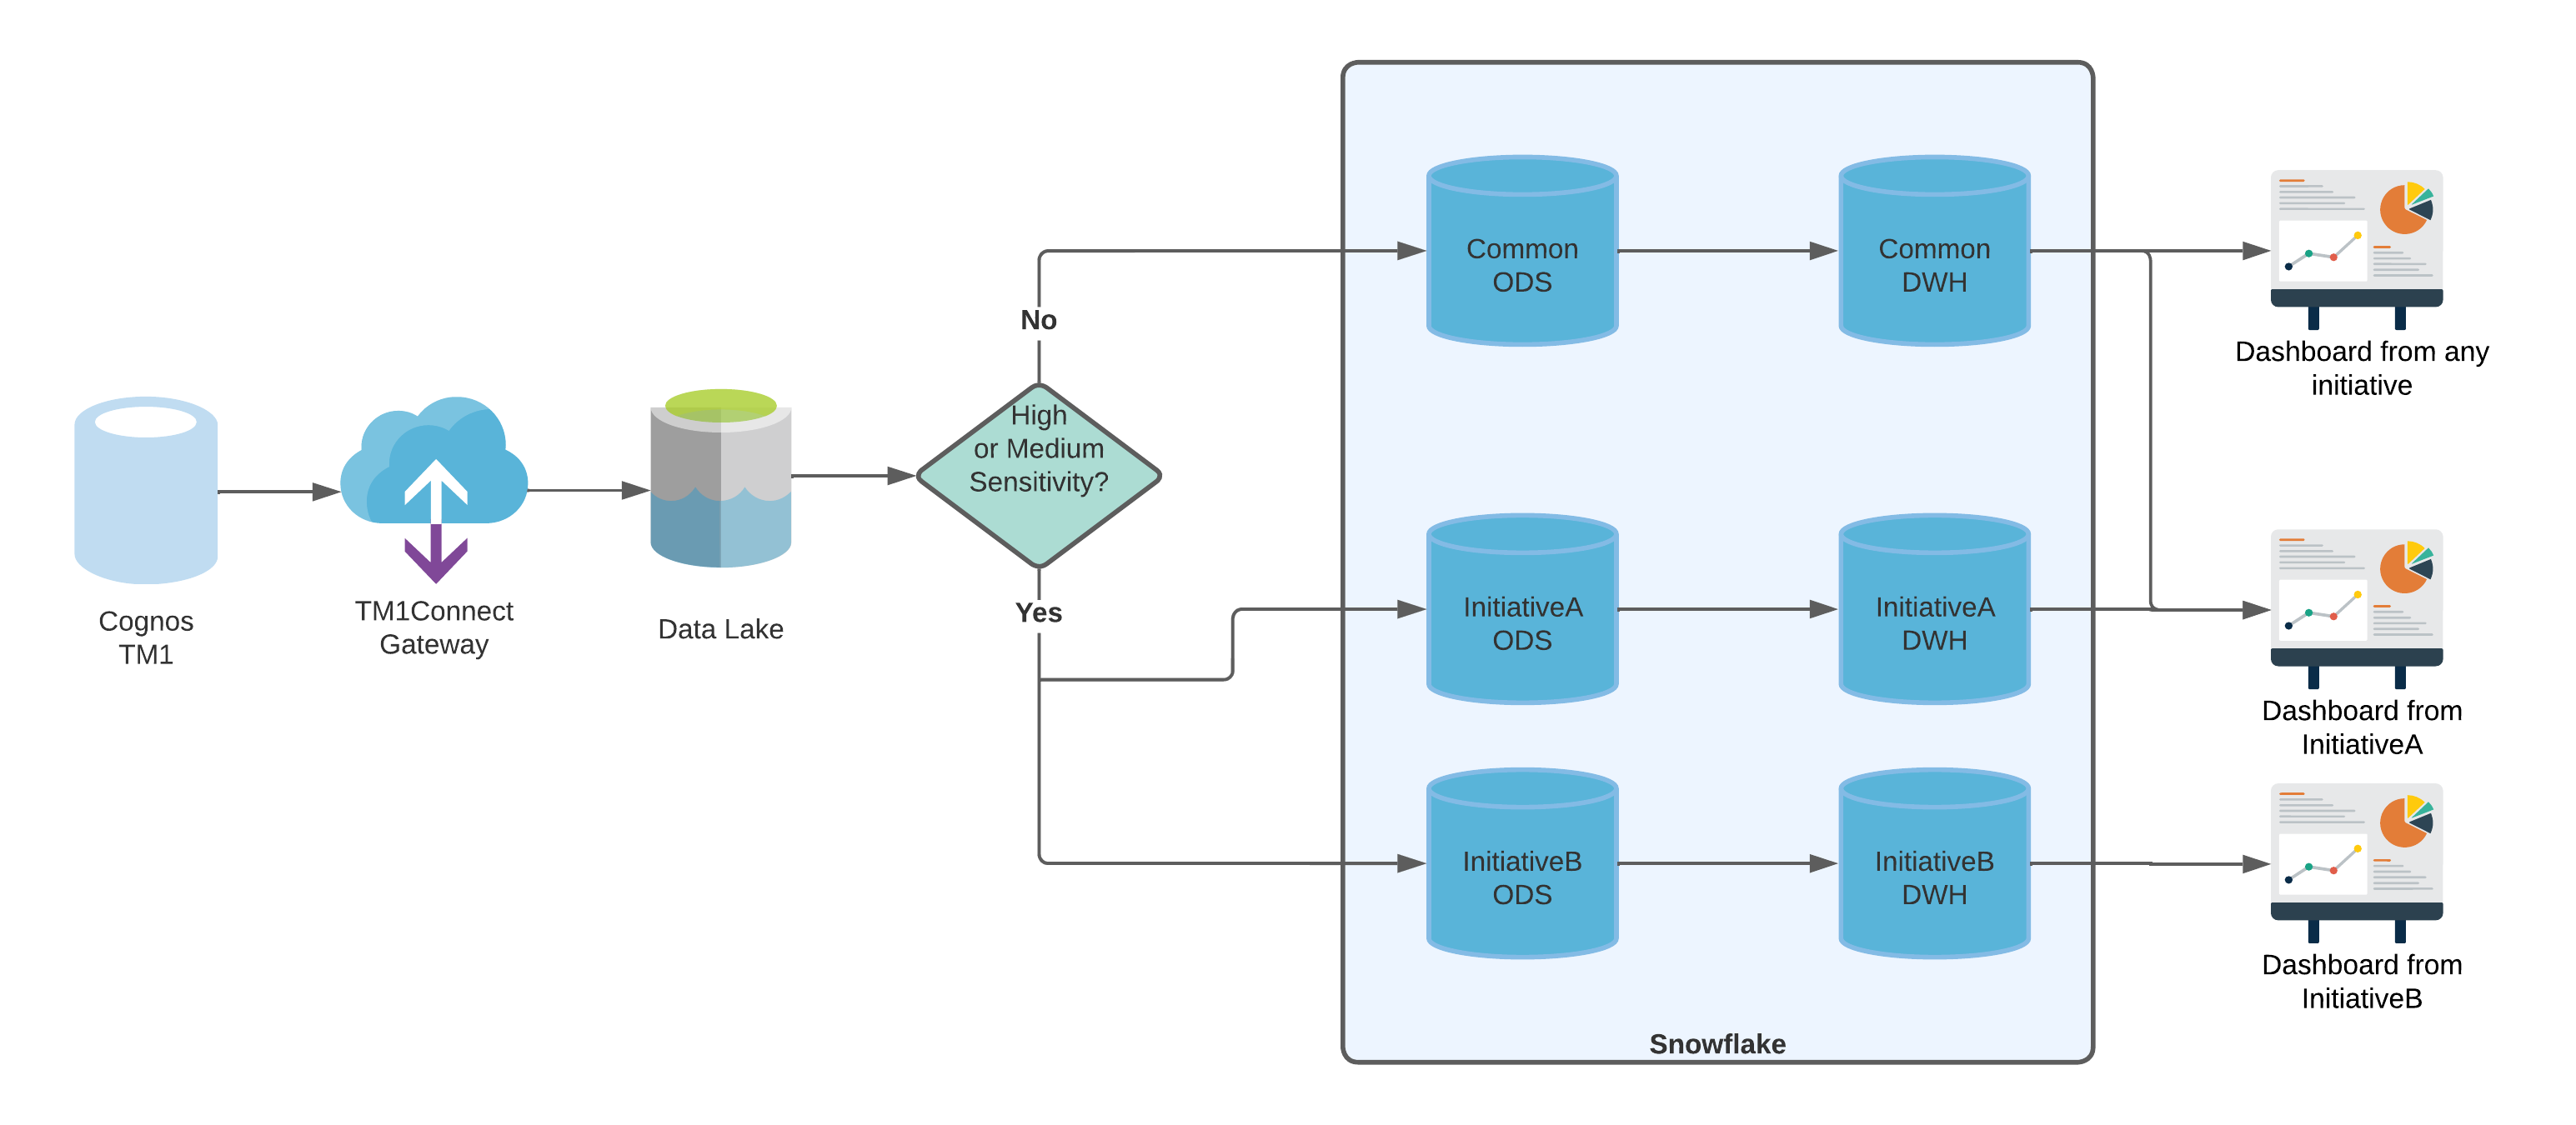 Cognos
TM1
TM1Connect
Gateway
Data Lake
High
or Medium
Sensitivity?
No
Yes
Common
ODS
Common
DWH
InitiativeA
ODS
InitiativeA
DWH
InitiativeB
ODS
InitiativeB
DWH
Snowflake
Dashboard from any
initiative
Dashboard from
InitiativeA
Dashboard from
InitiativeB